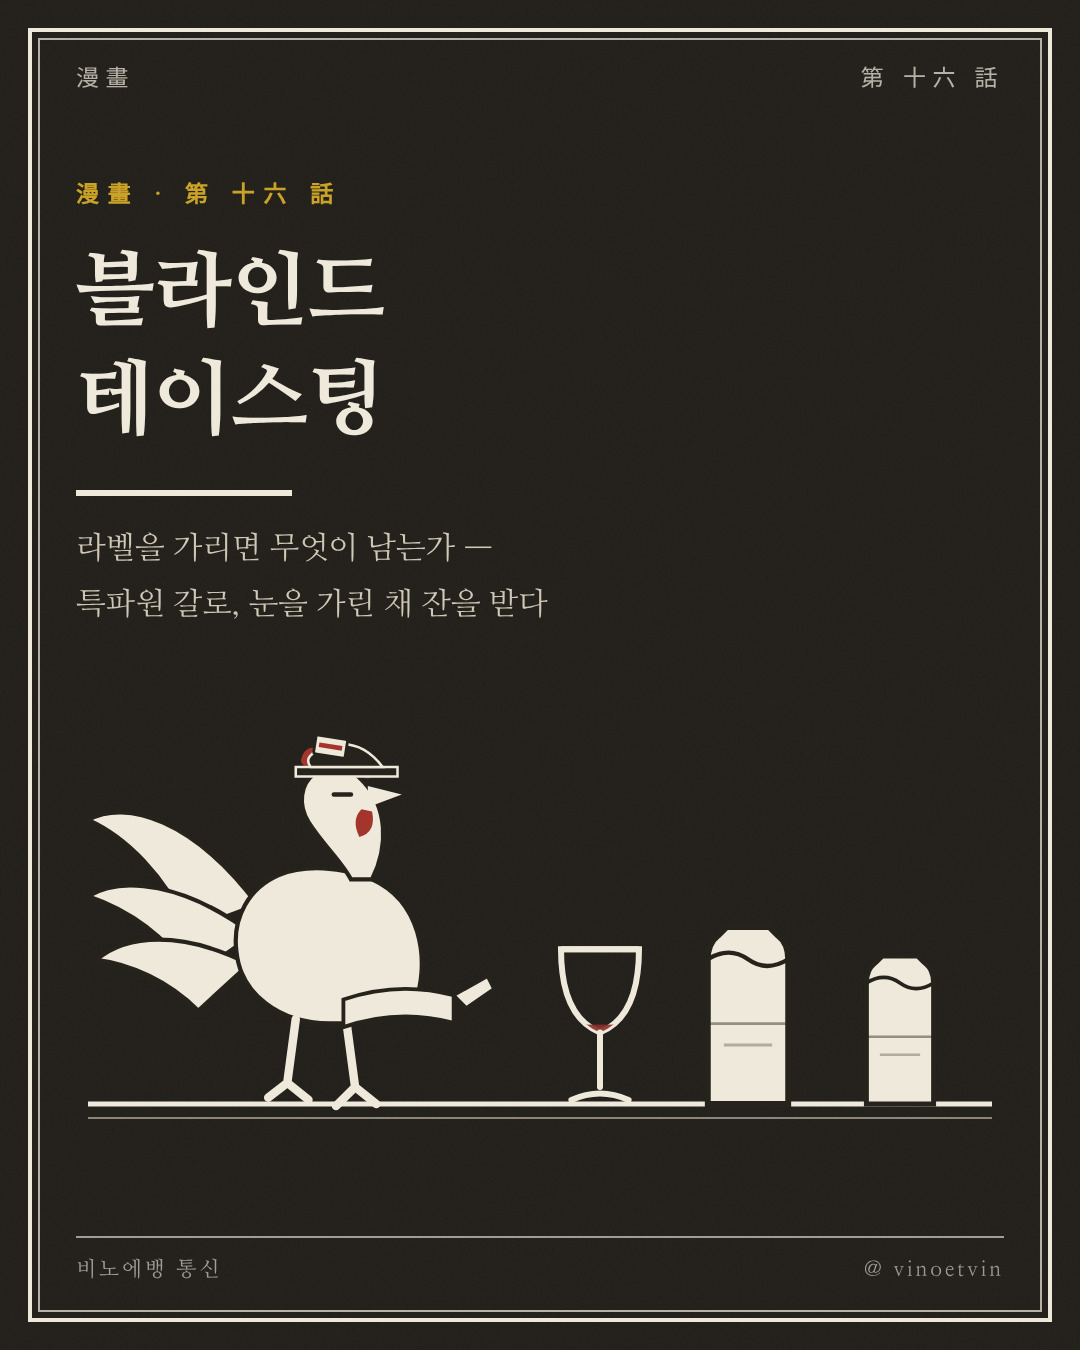 漫畫
第 十六 話
漫畫 · 第 十六 話
블라인드
테이스팅
라벨을 가리면 무엇이 남는가 —
특파원 갈로, 눈을 가린 채 잔을 받다
비노에뱅 통신
@ vinoetvin